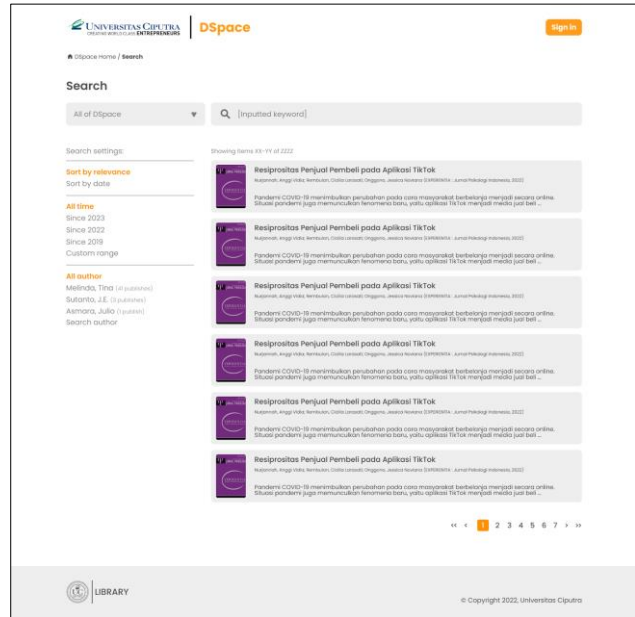 UNIVERSITAS CIPUTRA
CREATING WORLD CLASS ENTREPRENEURS
DSpace
Sign in
DSpace Home / Search
Search
All of DSpace
[Inputted keyword]
Search settings:
Sort by relevance
Sort by date
All time
Since 2023
Since 2022
Since 2019
Custom range
All author
Melinda, Tina (41 publishes)
Sutanto, J.E. (3 publishes)
Asmara, Julio (1 publish)
Search author
Showing items XX-YY of ZZZZ
Resiprositas Penjual Pembeli pada Aplikasi TikTok
Pandemi COVID-19 menimbulkan perubahan pada cara masyarakat berbelanja menjadi secara online.
Situasi pandemi juga memunculkan fenomena baru, yaitu aplikasi TikTok menjadi media jual beli ...
Resiprositas Penjual Pembeli pada Aplikasi TikTok
Pandemi COVID-19 menimbulkan perubahan pada cara masyarakat berbelanja menjadi secara online.
Situasi pandemi juga memunculkan fenomena baru, yaitu aplikasi TikTok menjadi media jual beli ...
Resiprositas Penjual Pembeli pada Aplikasi TikTok
Pandemi COVID-19 menimbulkan perubahan pada cara masyarakat berbelanja menjadi secara online.
Situasi pandemi juga memunculkan fenomena baru, yaitu aplikasi TikTok menjadi media jual beli ...
Resiprositas Penjual Pembeli pada Aplikasi TikTok
Pandemi COVID-19 menimbulkan perubahan pada cara masyarakat berbelanja menjadi secara online.
Situasi pandemi juga memunculkan fenomena baru, yaitu aplikasi TikTok menjadi media jual beli ...
Resiprositas Penjual Pembeli pada Aplikasi TikTok
Pandemi COVID-19 menimbulkan perubahan pada cara masyarakat berbelanja menjadi secara online.
Situasi pandemi juga memunculkan fenomena baru, yaitu aplikasi TikTok menjadi media jual beli ...
Resiprositas Penjual Pembeli pada Aplikasi TikTok
Pandemi COVID-19 menimbulkan perubahan pada cara masyarakat berbelanja menjadi secara online.
Situasi pandemi juga memunculkan fenomena baru, yaitu aplikasi TikTok menjadi media jual beli ...
« < 1 2 3 4 5 6 7 > »
LIBRARY
© Copyright 2022, Universitas Ciputra